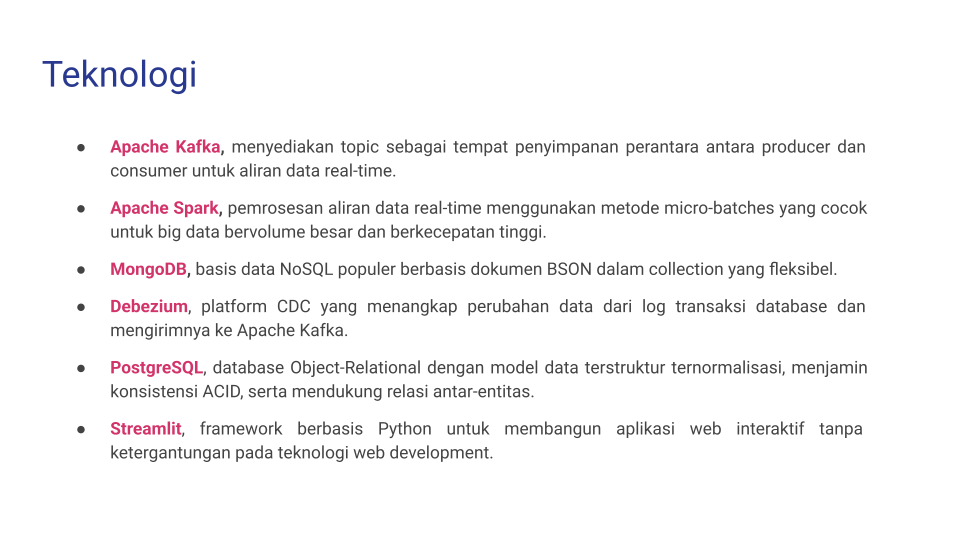 Teknologi
● Apache Kafka, menyediakan topic sebagai tempat penyimpanan perantara antara producer dan
consumer untuk aliran data real-time.
● Apache Spark, pemrosesan aliran data real-time menggunakan metode micro-batches yang cocok
untuk big data bervolume besar dan berkecepatan tinggi.
● MongoDB, basis data NoSQL populer berbasis dokumen BSON dalam collection yang fleksibel.
● Debezium, platform CDC yang menangkap perubahan data dari log transaksi database dan
mengirimnya ke Apache Kafka.
● PostgreSQL, database Object-Relational dengan model data terstruktur ternormalisasi, menjamin
konsistensi ACID, serta mendukung relasi antar-entitas.
● Streamlit, framework berbasis Python untuk membangun aplikasi web interaktif tanpa
ketergantungan pada teknologi web development.